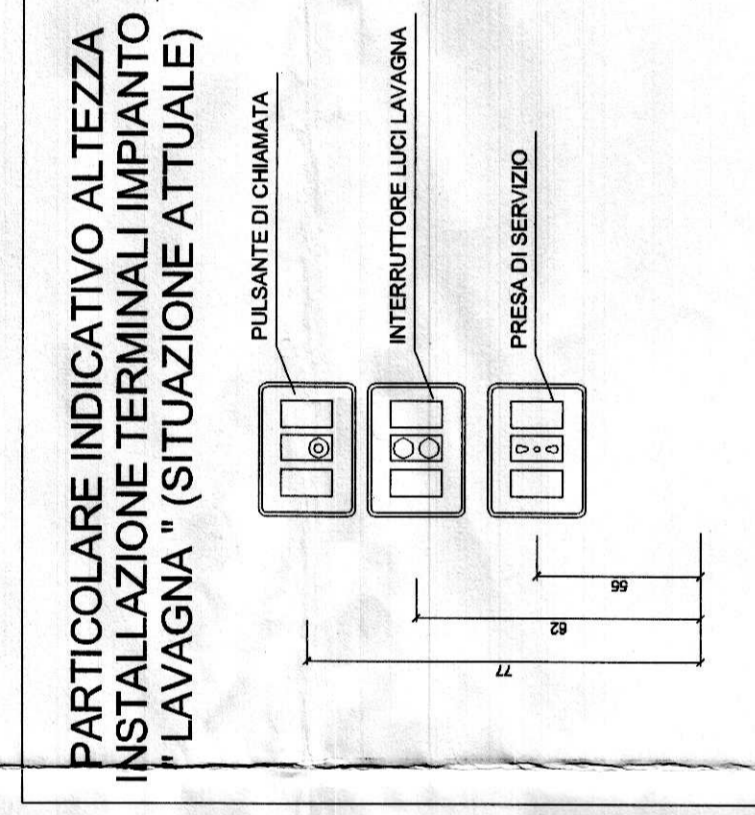 PARTICOLARE INDICATIVO ALTEZZA
INSTALLAZIONE TERMINALI IMPIANTO
" LAVAGNA " (SITUAZIONE ATTUALE)
PULSANTE DI CHIAMATA
INTERRUTTORE LUCI LAVAGNA
PRESA DI SERVIZIO
77
62